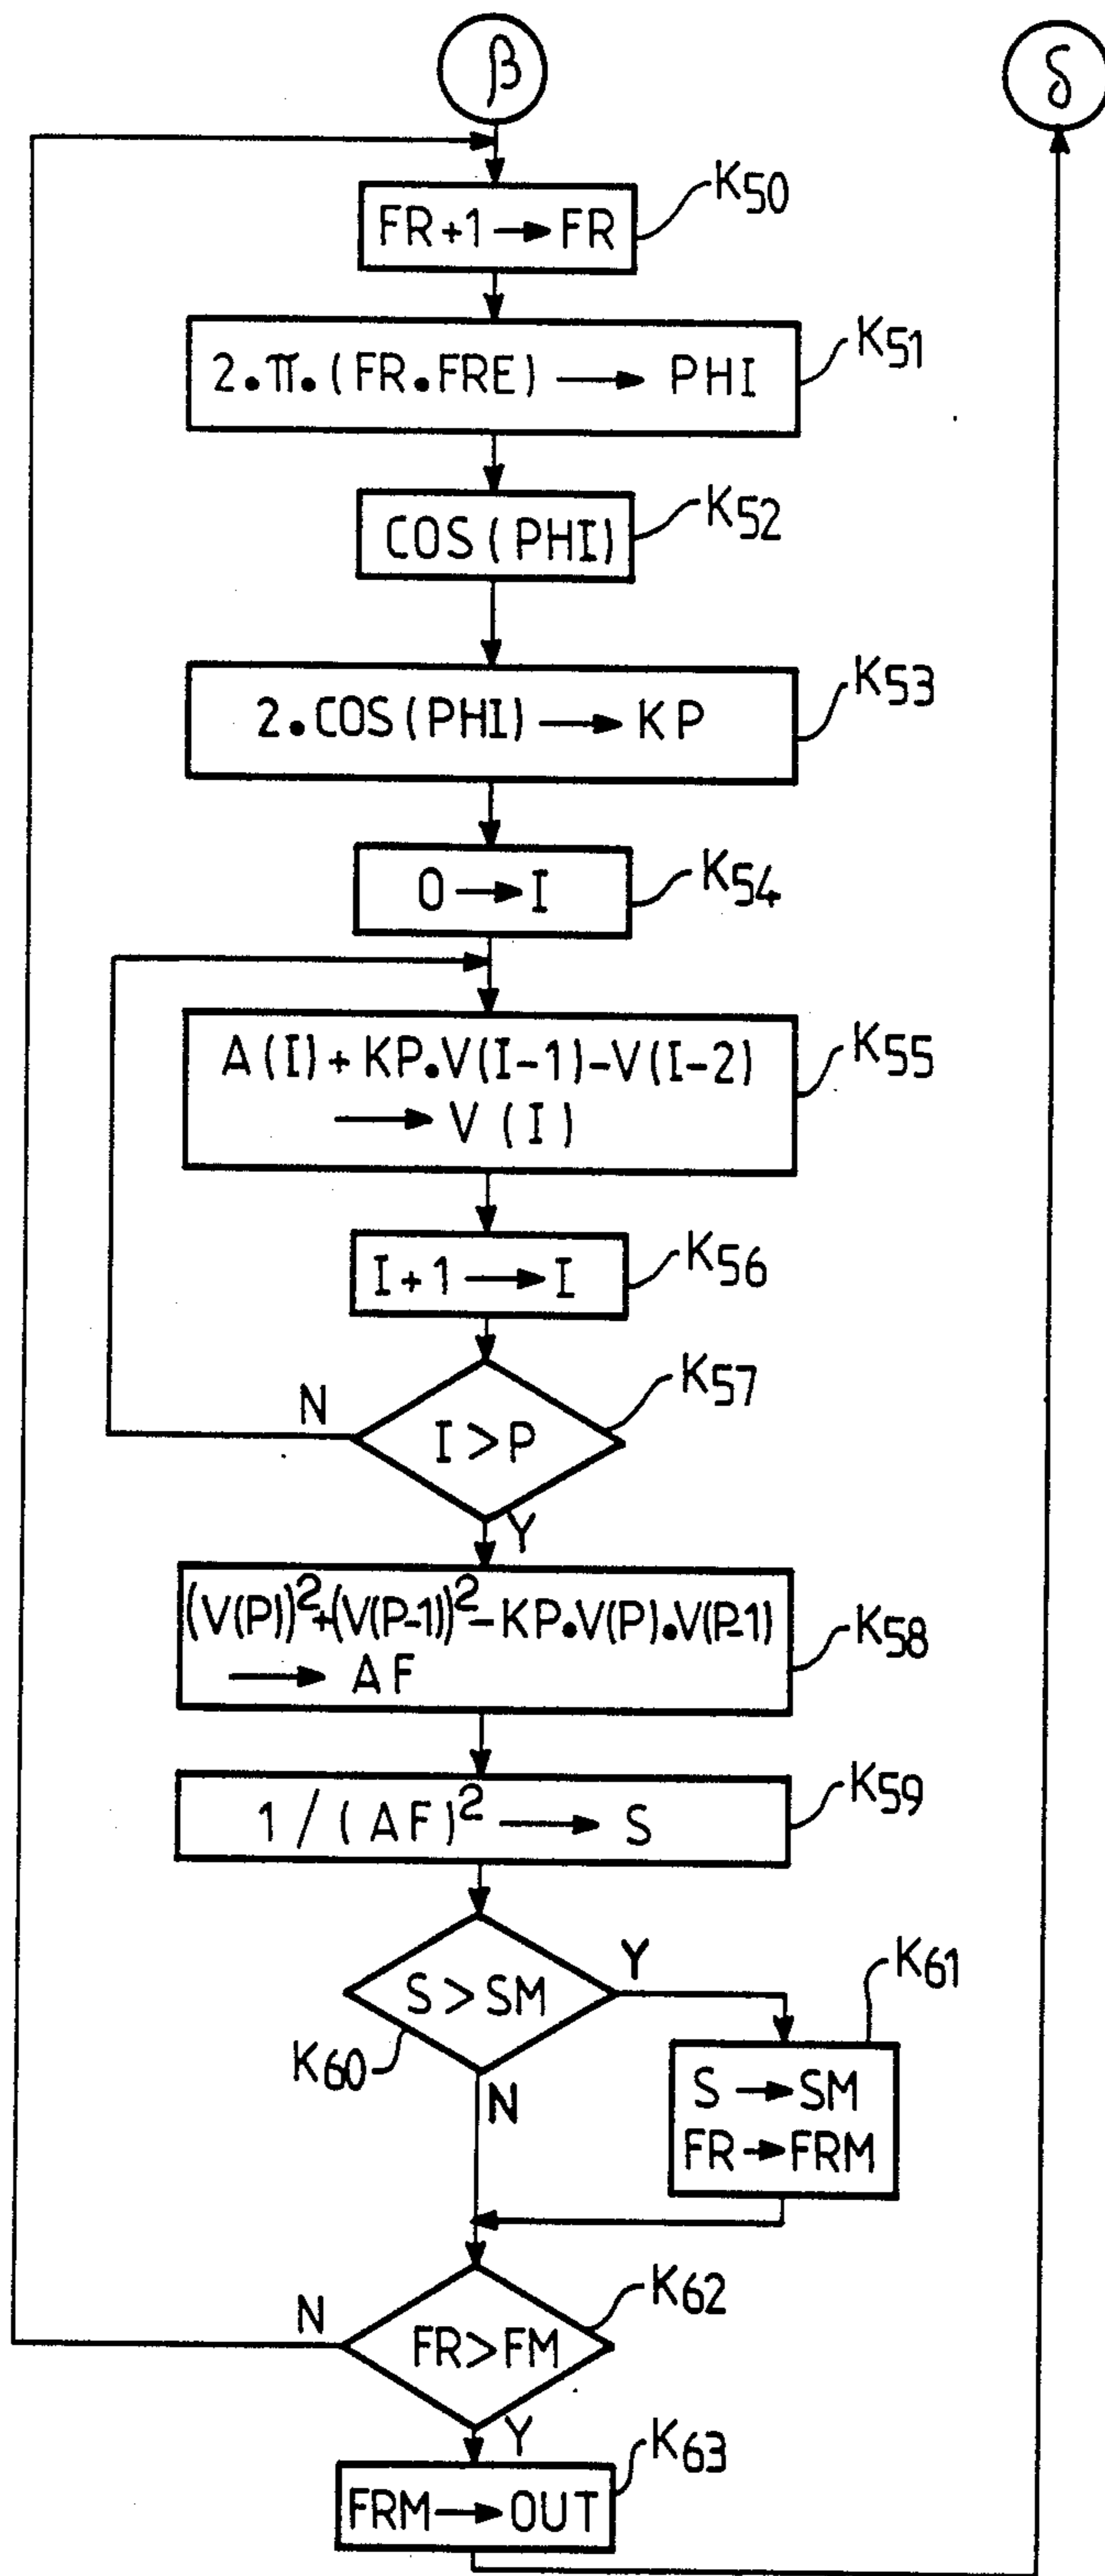 β
δ
K50
FR+1 → FR
K51
2.π.(FR.FRE) → PHI
K52
COS(PHI)
K53
2.COS(PHI) → KP
K54
0 → I
K55
A(I)+KP.V(I-1)-V(I-2)
→ V(I)
K56
I+1 → I
K57
N
I>P
Y
(V(P))²+(V(P-1))²-KP.V(P).V(P-1)
→ AF
K58
K59
1/(AF)² → S
S>SM
Y
K60
N
K61
S → SM
FR → FRM
K62
N
FR>FM
Y
K63
FRM → OUT